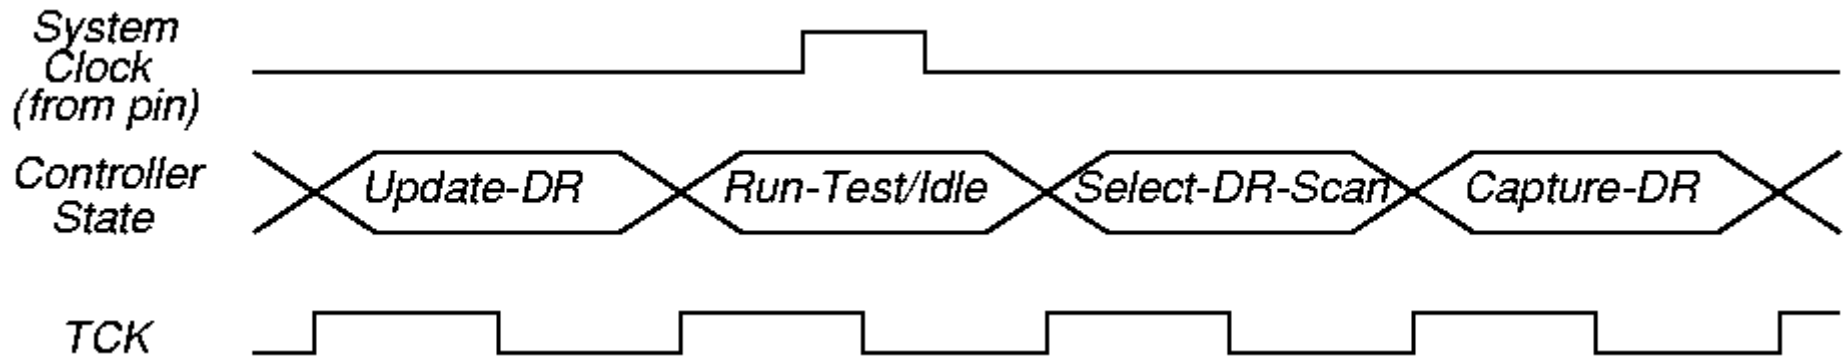 System
Clock
(from pin)
Controller
State
Update-DR
Run-Test/Idle
Select-DR-Scan
Capture-DR
TCK